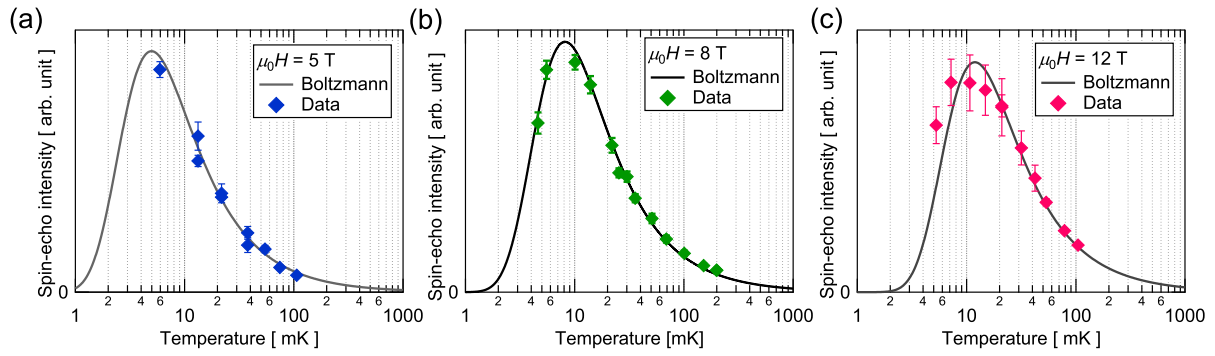 (a)
Spin-echo intensity [ arb. unit ]
μ₀H = 5 T
Boltzmann
Data
0
1 2 4 6 10 2 4 6 100 2 4 6 1000
Temperature [ mK ]
(b)
Spin-echo intensity [ arb. unit ]
μ₀H = 8 T
Boltzmann
Data
0
1 2 4 6 10 2 4 6 100 2 4 6 1000
Temperature [mK]
(c)
Spin-echo intensity [ arb. unit ]
μ₀H = 12 T
Boltzmann
Data
0
1 2 4 6 10 2 4 6 100 2 4 6 1000
Temperature [ mK ]